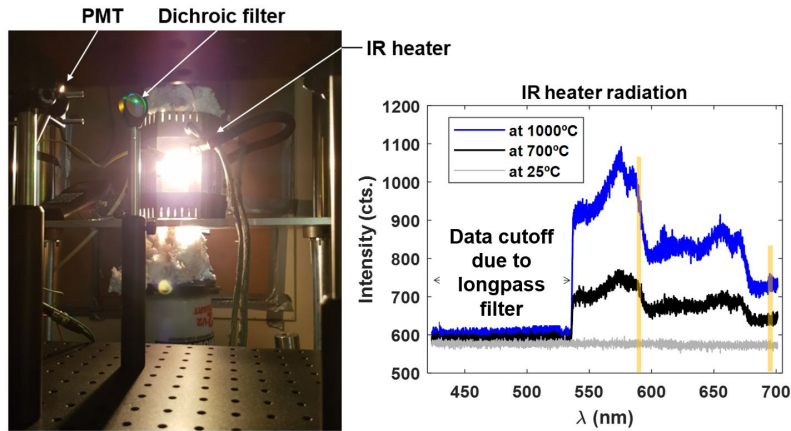 PMT
Dichroic filter
IR heater
IR heater radiation
1200
1100
1000
900
800
700
600
500
Intensity (cts.)
at 1000ºC
at 700ºC
at 25ºC
Data cutoff
due to
longpass
filter
450
500
550
600
650
700
λ (nm)